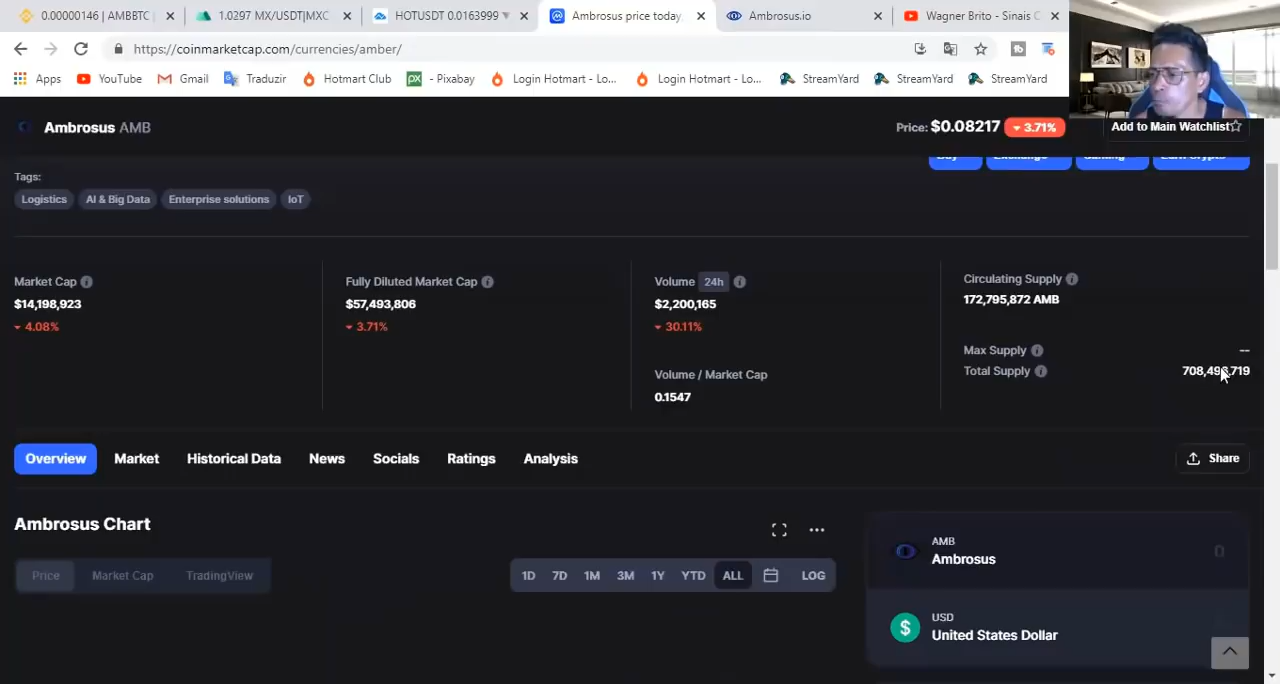 0.00000146 | AMBBTC
1.0297 MX/USDT|MXC
HOTUSDT 0.0163999
Ambrosus price today,
Ambrosus.io
Wagner Brito - Sinais C
https://coinmarketcap.com/currencies/amber/
Apps
YouTube
Gmail
Traduzir
Hotmart Club
- Pixabay
Login Hotmart - Lo...
Login Hotmart - Lo...
StreamYard
StreamYard
StreamYard
Ambrosus AMB
Price: $0.08217 3.71%
Add to Main Watchlist
Buy Exchange Gaming Earn Crypto
Tags:
Logistics AI & Big Data Enterprise solutions IoT
Market Cap
$14,198,923
4.08%
Fully Diluted Market Cap
$57,493,806
3.71%
Volume 24h
$2,200,165
30.11%
Volume / Market Cap
0.1547
Circulating Supply
172,795,872 AMB
Max Supply --
Total Supply
Overview Market Historical Data News Socials Ratings Analysis
Share
Ambrosus Chart
Price Market Cap TradingView
1D 7D 1M 3M 1Y YTD ALL LOG
AMB
Ambrosus
0
USD
United States Dollar